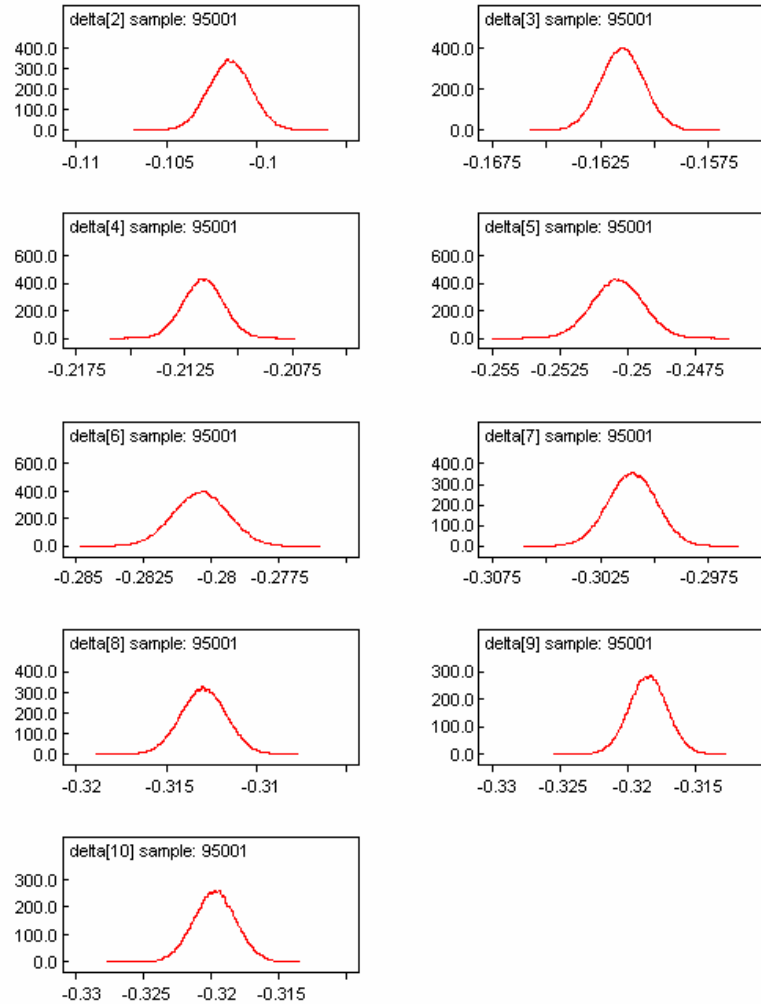 delta[2] sample: 95001
400.0
300.0
200.0
100.0
0.0
-0.11 -0.105 -0.1
delta[3] sample: 95001
400.0
200.0
0.0
-0.1675 -0.1625 -0.1575
delta[4] sample: 95001
600.0
400.0
200.0
0.0
-0.2175 -0.2125 -0.2075
delta[5] sample: 95001
600.0
400.0
200.0
0.0
-0.255 -0.2525 -0.25 -0.2475
delta[6] sample: 95001
600.0
400.0
200.0
0.0
-0.285 -0.2825 -0.28 -0.2775
delta[7] sample: 95001
400.0
300.0
200.0
100.0
0.0
-0.3075 -0.3025 -0.2975
delta[8] sample: 95001
400.0
300.0
200.0
100.0
0.0
-0.32 -0.315 -0.31
delta[9] sample: 95001
300.0
200.0
100.0
0.0
-0.33 -0.325 -0.32 -0.315
delta[10] sample: 95001
300.0
200.0
100.0
0.0
-0.33 -0.325 -0.32 -0.315